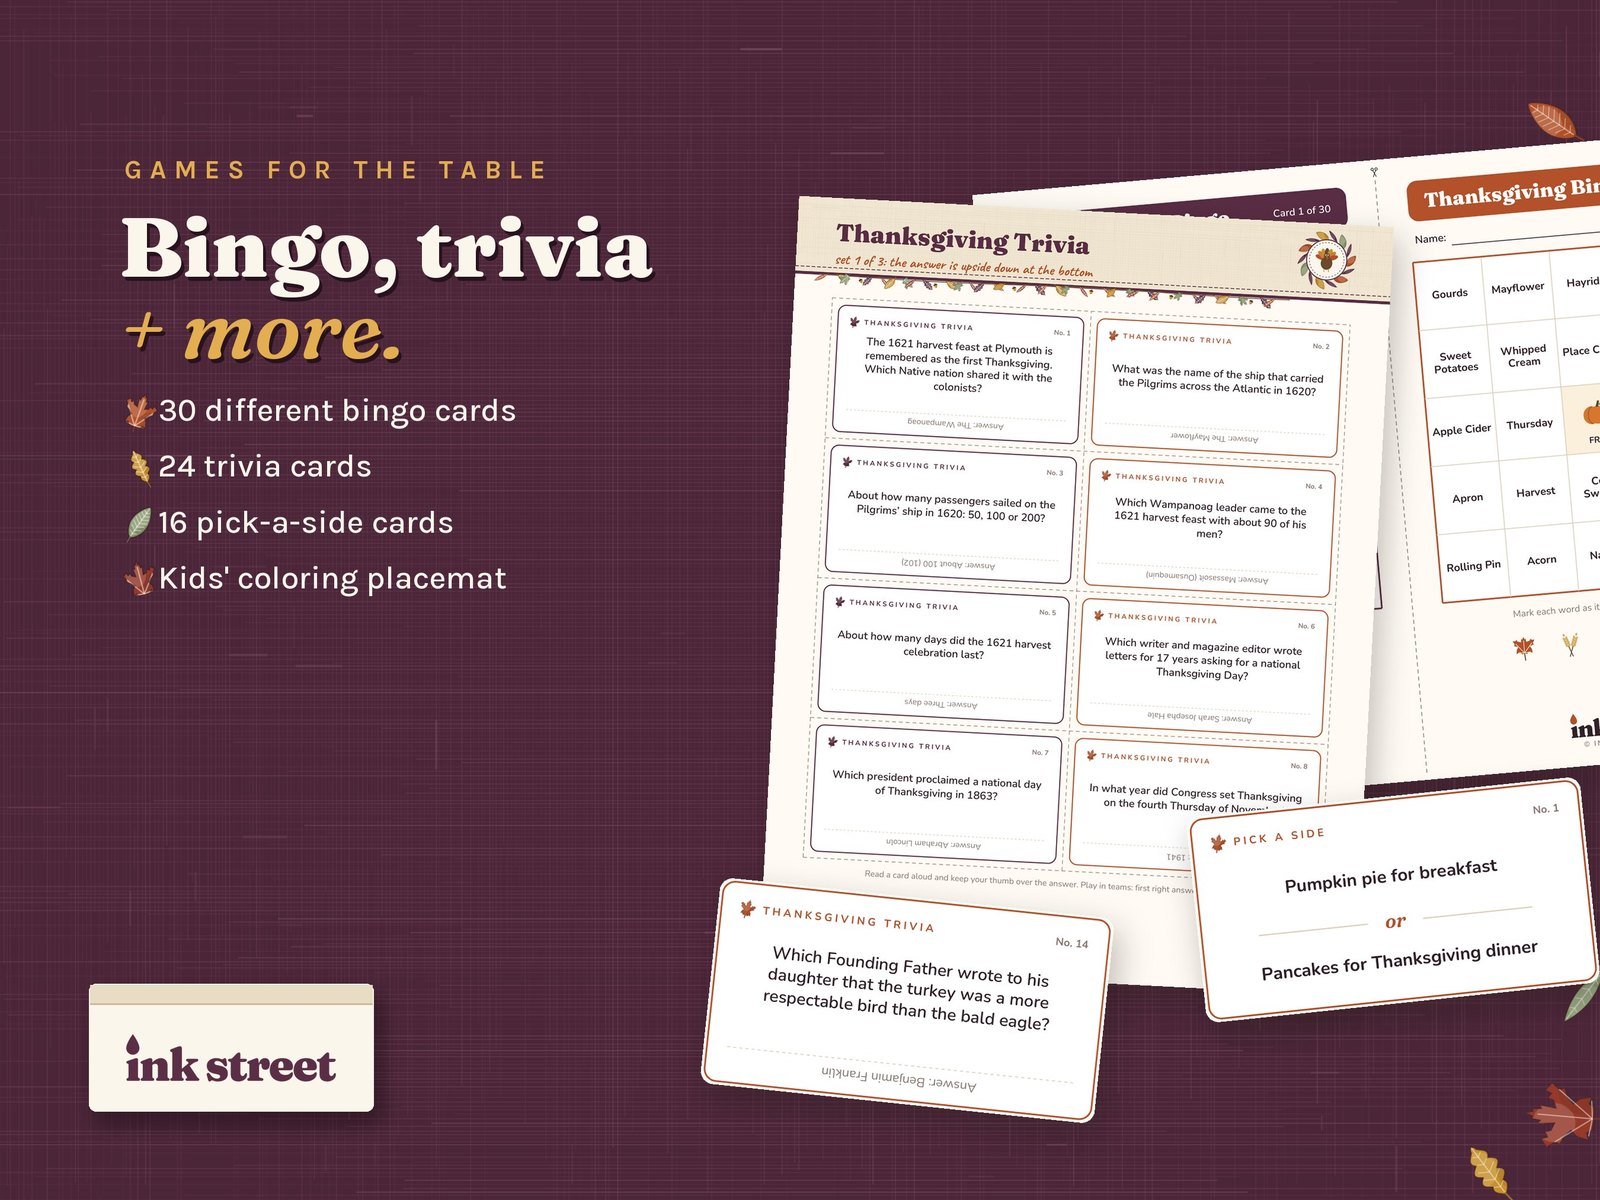 GAMES FOR THE TABLE
Bingo, trivia
+ more.
30 different bingo cards
24 trivia cards
16 pick-a-side cards
Kids' coloring placemat
ink street
Thanksgiving Trivia
set 1 of 3: the answer is upside down at the bottom
THANKSGIVING TRIVIA
No. 1
The 1621 harvest feast at Plymouth is
remembered as the first Thanksgiving.
Which Native nation shared it with the
colonists?
Answer: The Wampanoag
THANKSGIVING TRIVIA
No. 2
What was the name of the ship that carried
the Pilgrims across the Atlantic in 1620?
Answer: The Mayflower
THANKSGIVING TRIVIA
No. 3
About how many passengers sailed on the
Pilgrims' ship in 1620: 50, 100 or 200?
Answer: About 100 (102)
THANKSGIVING TRIVIA
No. 4
Which Wampanoag leader came to the
1621 harvest feast with about 90 of his
men?
Answer: Massasoit (Ousamequin)
THANKSGIVING TRIVIA
No. 5
About how many days did the 1621 harvest
celebration last?
Answer: Three days
THANKSGIVING TRIVIA
No. 6
Which writer and magazine editor wrote
letters for 17 years asking for a national
Thanksgiving Day?
Answer: Sarah Josepha Hale
THANKSGIVING TRIVIA
No. 7
Which president proclaimed a national day
of Thanksgiving in 1863?
Answer: Abraham Lincoln
THANKSGIVING TRIVIA
No. 8
In what year did Congress set Thanksgiving
on the fourth Thursday of
: 1941
Read a card aloud and keep your thumb over the answer. Play in teams: first right
Card 1 of 30
Thanksgiving
Name:
Gourds
Mayflower
Sweet
Potatoes
Whipped
Cream
Place
Apple Cider
Thursday
Apron
Harvest
Rolling Pin
Acorn
Mark each word as
THANKSGIVING TRIVIA
No. 14
Which Founding Father wrote to his
daughter that the turkey was a more
respectable bird than the bald eagle?
Answer: Benjamin Franklin
PICK A SIDE
No. 1
Pumpkin pie for breakfast
or
Pancakes for Thanksgiving dinner